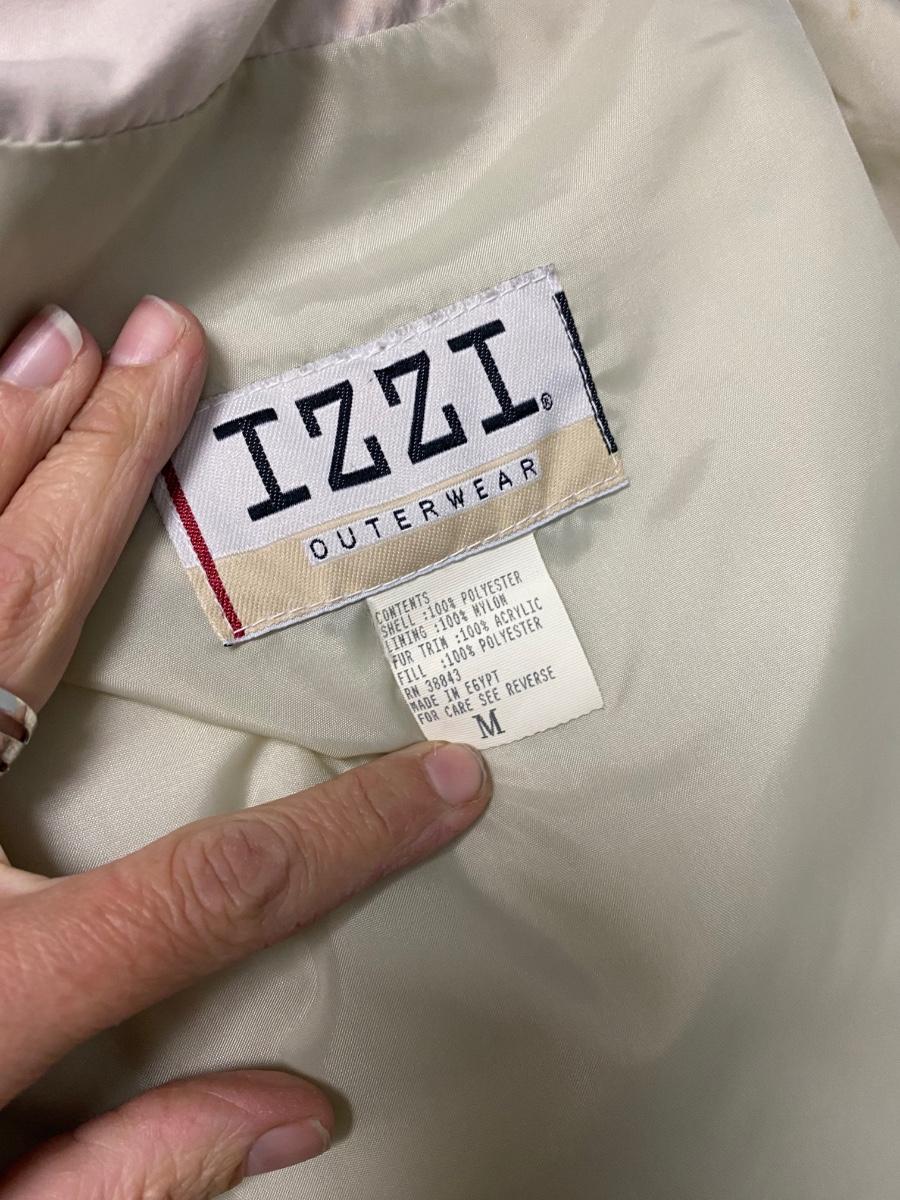 IZZI®
OUTERWEAR
CONTENTS
SHELL :100% POLYESTER
LINING :100% NYLON
FUR TRIM :100% ACRYLIC
FILL :100% POLYESTER
RN 38043
MADE IN EGYPT
FOR CARE SEE REVERSE
M